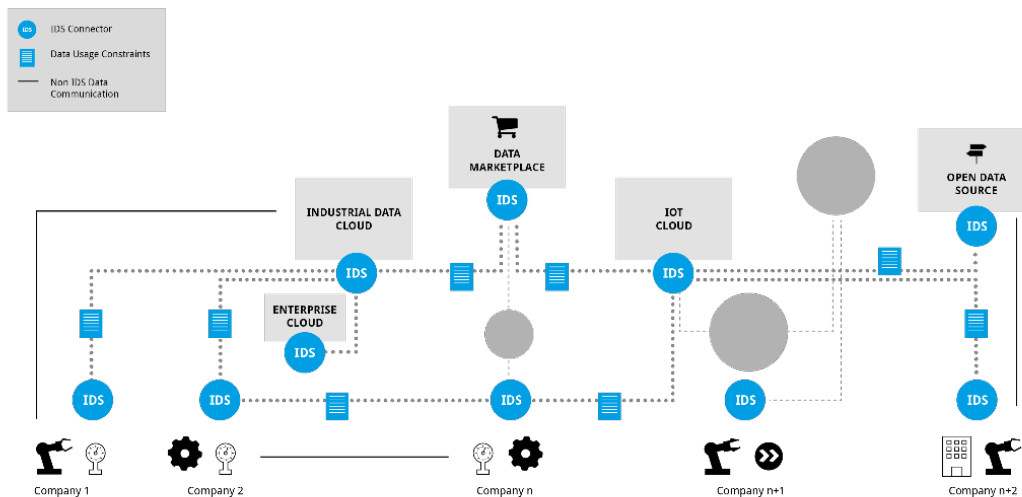 IDS
IDS Connector
Data Usage Constraints
Non IDS Data
Communication
DATA
MARKETPLACE
IDS
OPEN DATA
SOURCE
IDS
INDUSTRIAL DATA
CLOUD
IDS
IOT
CLOUD
IDS
ENTERPRISE
CLOUD
IDS
IDS
IDS
IDS
IDS
IDS
Company 1
Company 2
Company n
Company n+1
Company n+2